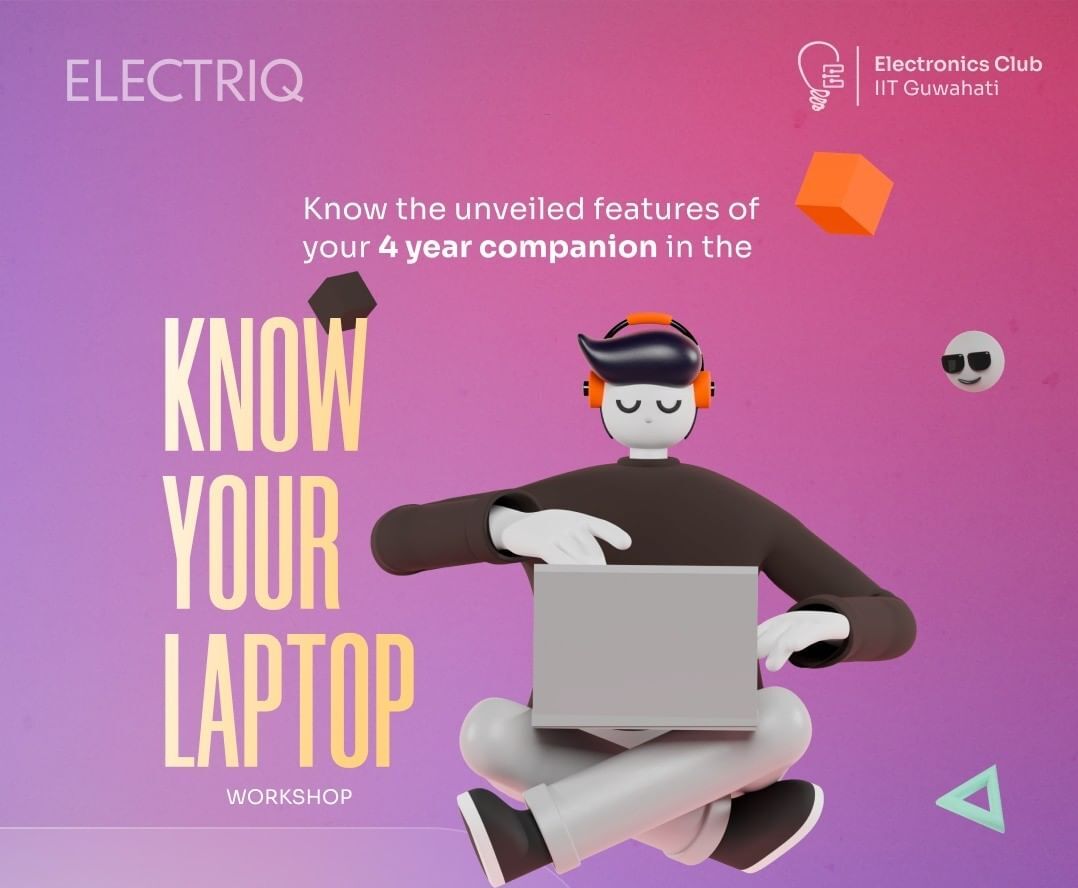 ELECTRIQ
Electronics Club
IIT Guwahati
Know the unveiled features of
your 4 year companion in the
KNOW
YOUR
LAPTOP
WORKSHOP